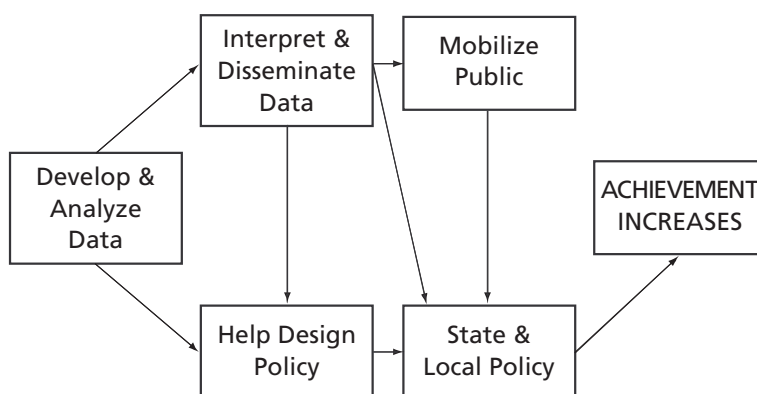 Interpret &
Disseminate
Data
Mobilize
Public
Develop &
Analyze
Data
ACHIEVEMENT
INCREASES
Help Design
Policy
State &
Local Policy